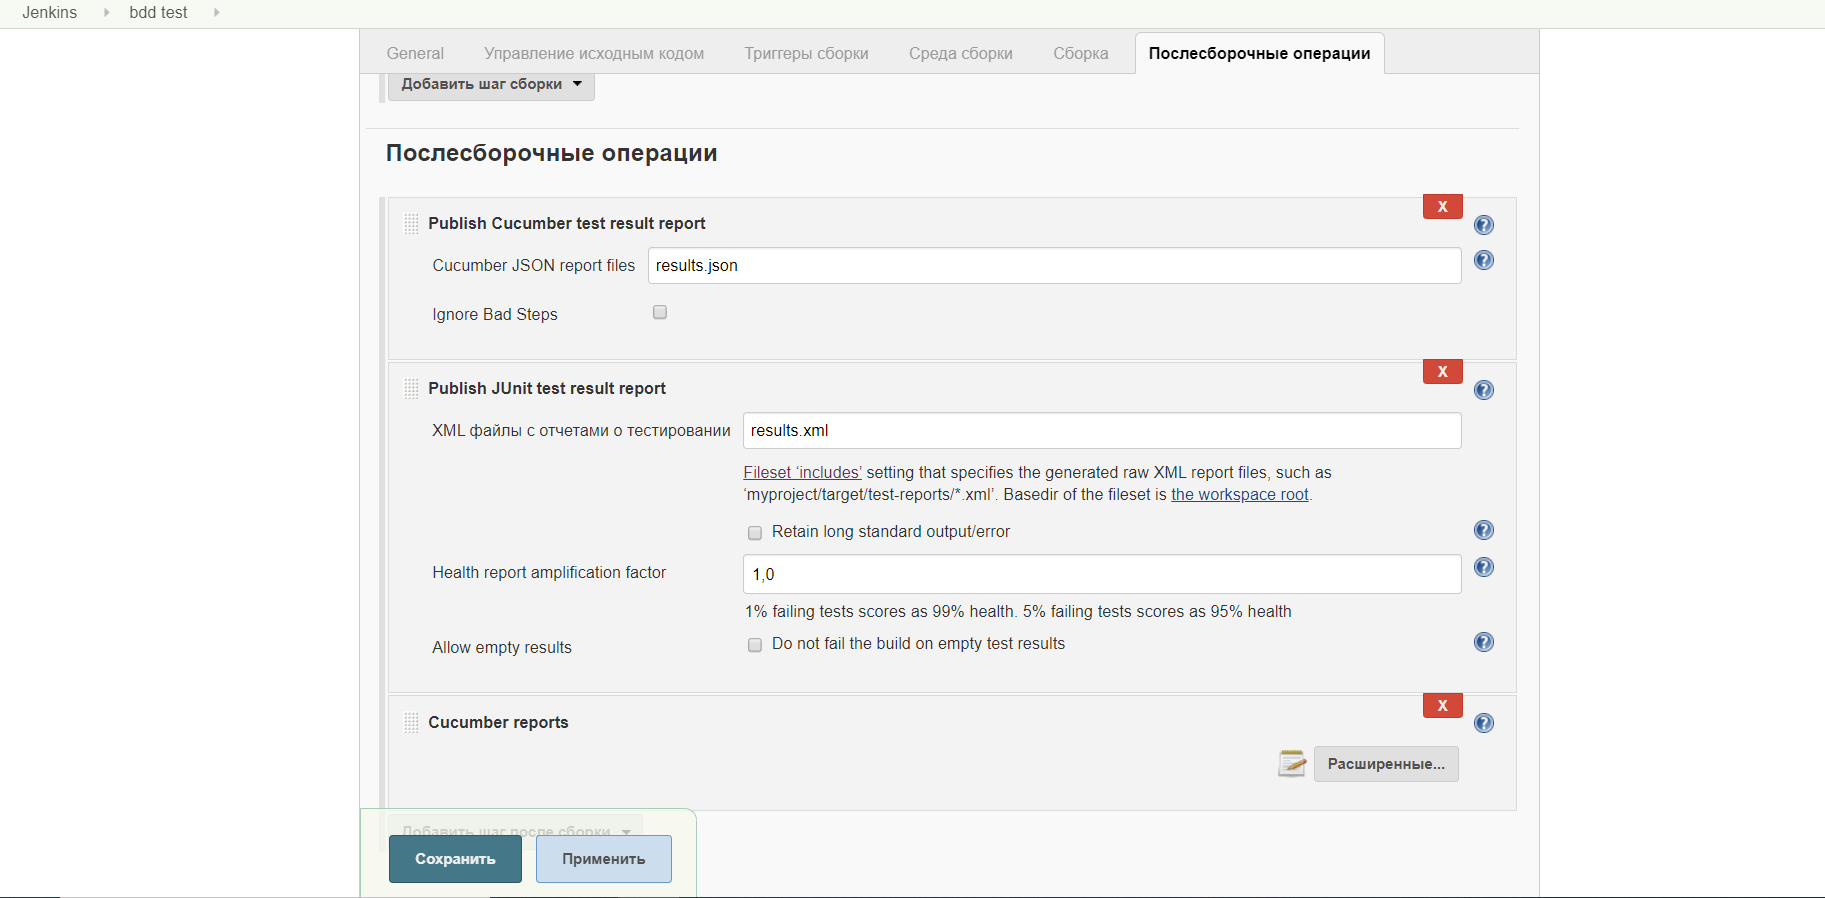 Jenkins bdd test
General Управление исходным кодом Триггеры сборки Среда сборки Сборка Послесборочные операции
Добавить шаг сборки
Послесборочные операции
X
Publish Cucumber test result report
Cucumber JSON report files results.json
Ignore Bad Steps
X
Publish JUnit test result report
XML файлы с отчетами о тестировании results.xml
Fileset ‘includes’ setting that specifies the generated raw XML report files, such as
‘myproject/target/test-reports/*.xml’. Basedir of the fileset is the workspace root.
Retain long standard output/error
Health report amplification factor 1,0
1% failing tests scores as 99% health. 5% failing tests scores as 95% health
Allow empty results Do not fail the build on empty test results
X
Cucumber reports
Расширенные...
Добавить шаг после сборки
Сохранить Применить